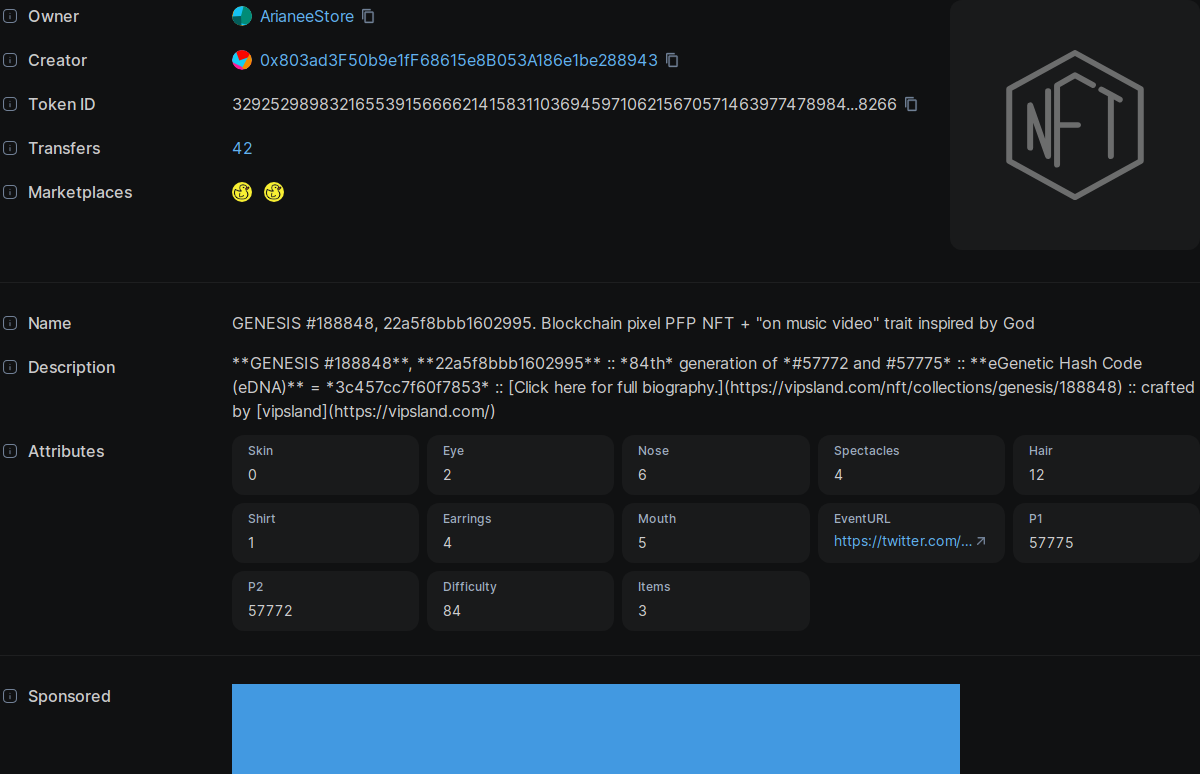 Owner
ArianeeStore
Creator
0x803ad3F50b9e1fF68615e8B053A186e1be288943
Token ID
32925298983216553915666621415831103694597106215670571463977478984...8266
Transfers
42
Marketplaces
NFT
Name
GENESIS #188848, 22a5f8bbb1602995. Blockchain pixel PFP NFT + "on music video" trait inspired by God
Description
**GENESIS #188848**, **22a5f8bbb1602995** :: *84th* generation of *#57772 and #57775* :: **eGenetic Hash Code
(eDNA)** = *3c457cc7f60f7853* :: [Click here for full biography.](https://vipsland.com/nft/collections/genesis/188848) :: crafted
by [vipsland](https://vipsland.com/)
Attributes
Skin
0
Eye
2
Nose
6
Spectacles
4
Hair
12
Shirt
1
Earrings
4
Mouth
5
EventURL
https://twitter.com/...
P1
57775
P2
57772
Difficulty
84
Items
3
Sponsored